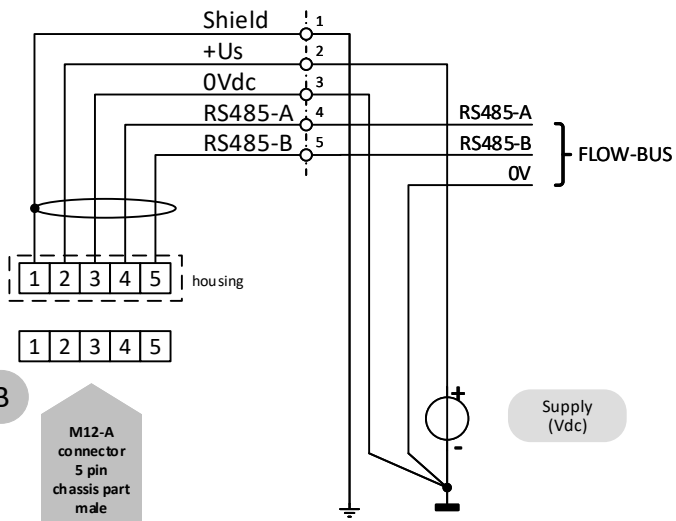 Shield 1
+Us 2
0Vdc 3
RS485-A 4 RS485-A
RS485-B 5 RS485-B
FLOW-BUS
0V
1 2 3 4 5 housing
1 2 3 4 5
B
+
-
Supply
(Vdc)
M12-A
connector
5 pin
chassis part
male